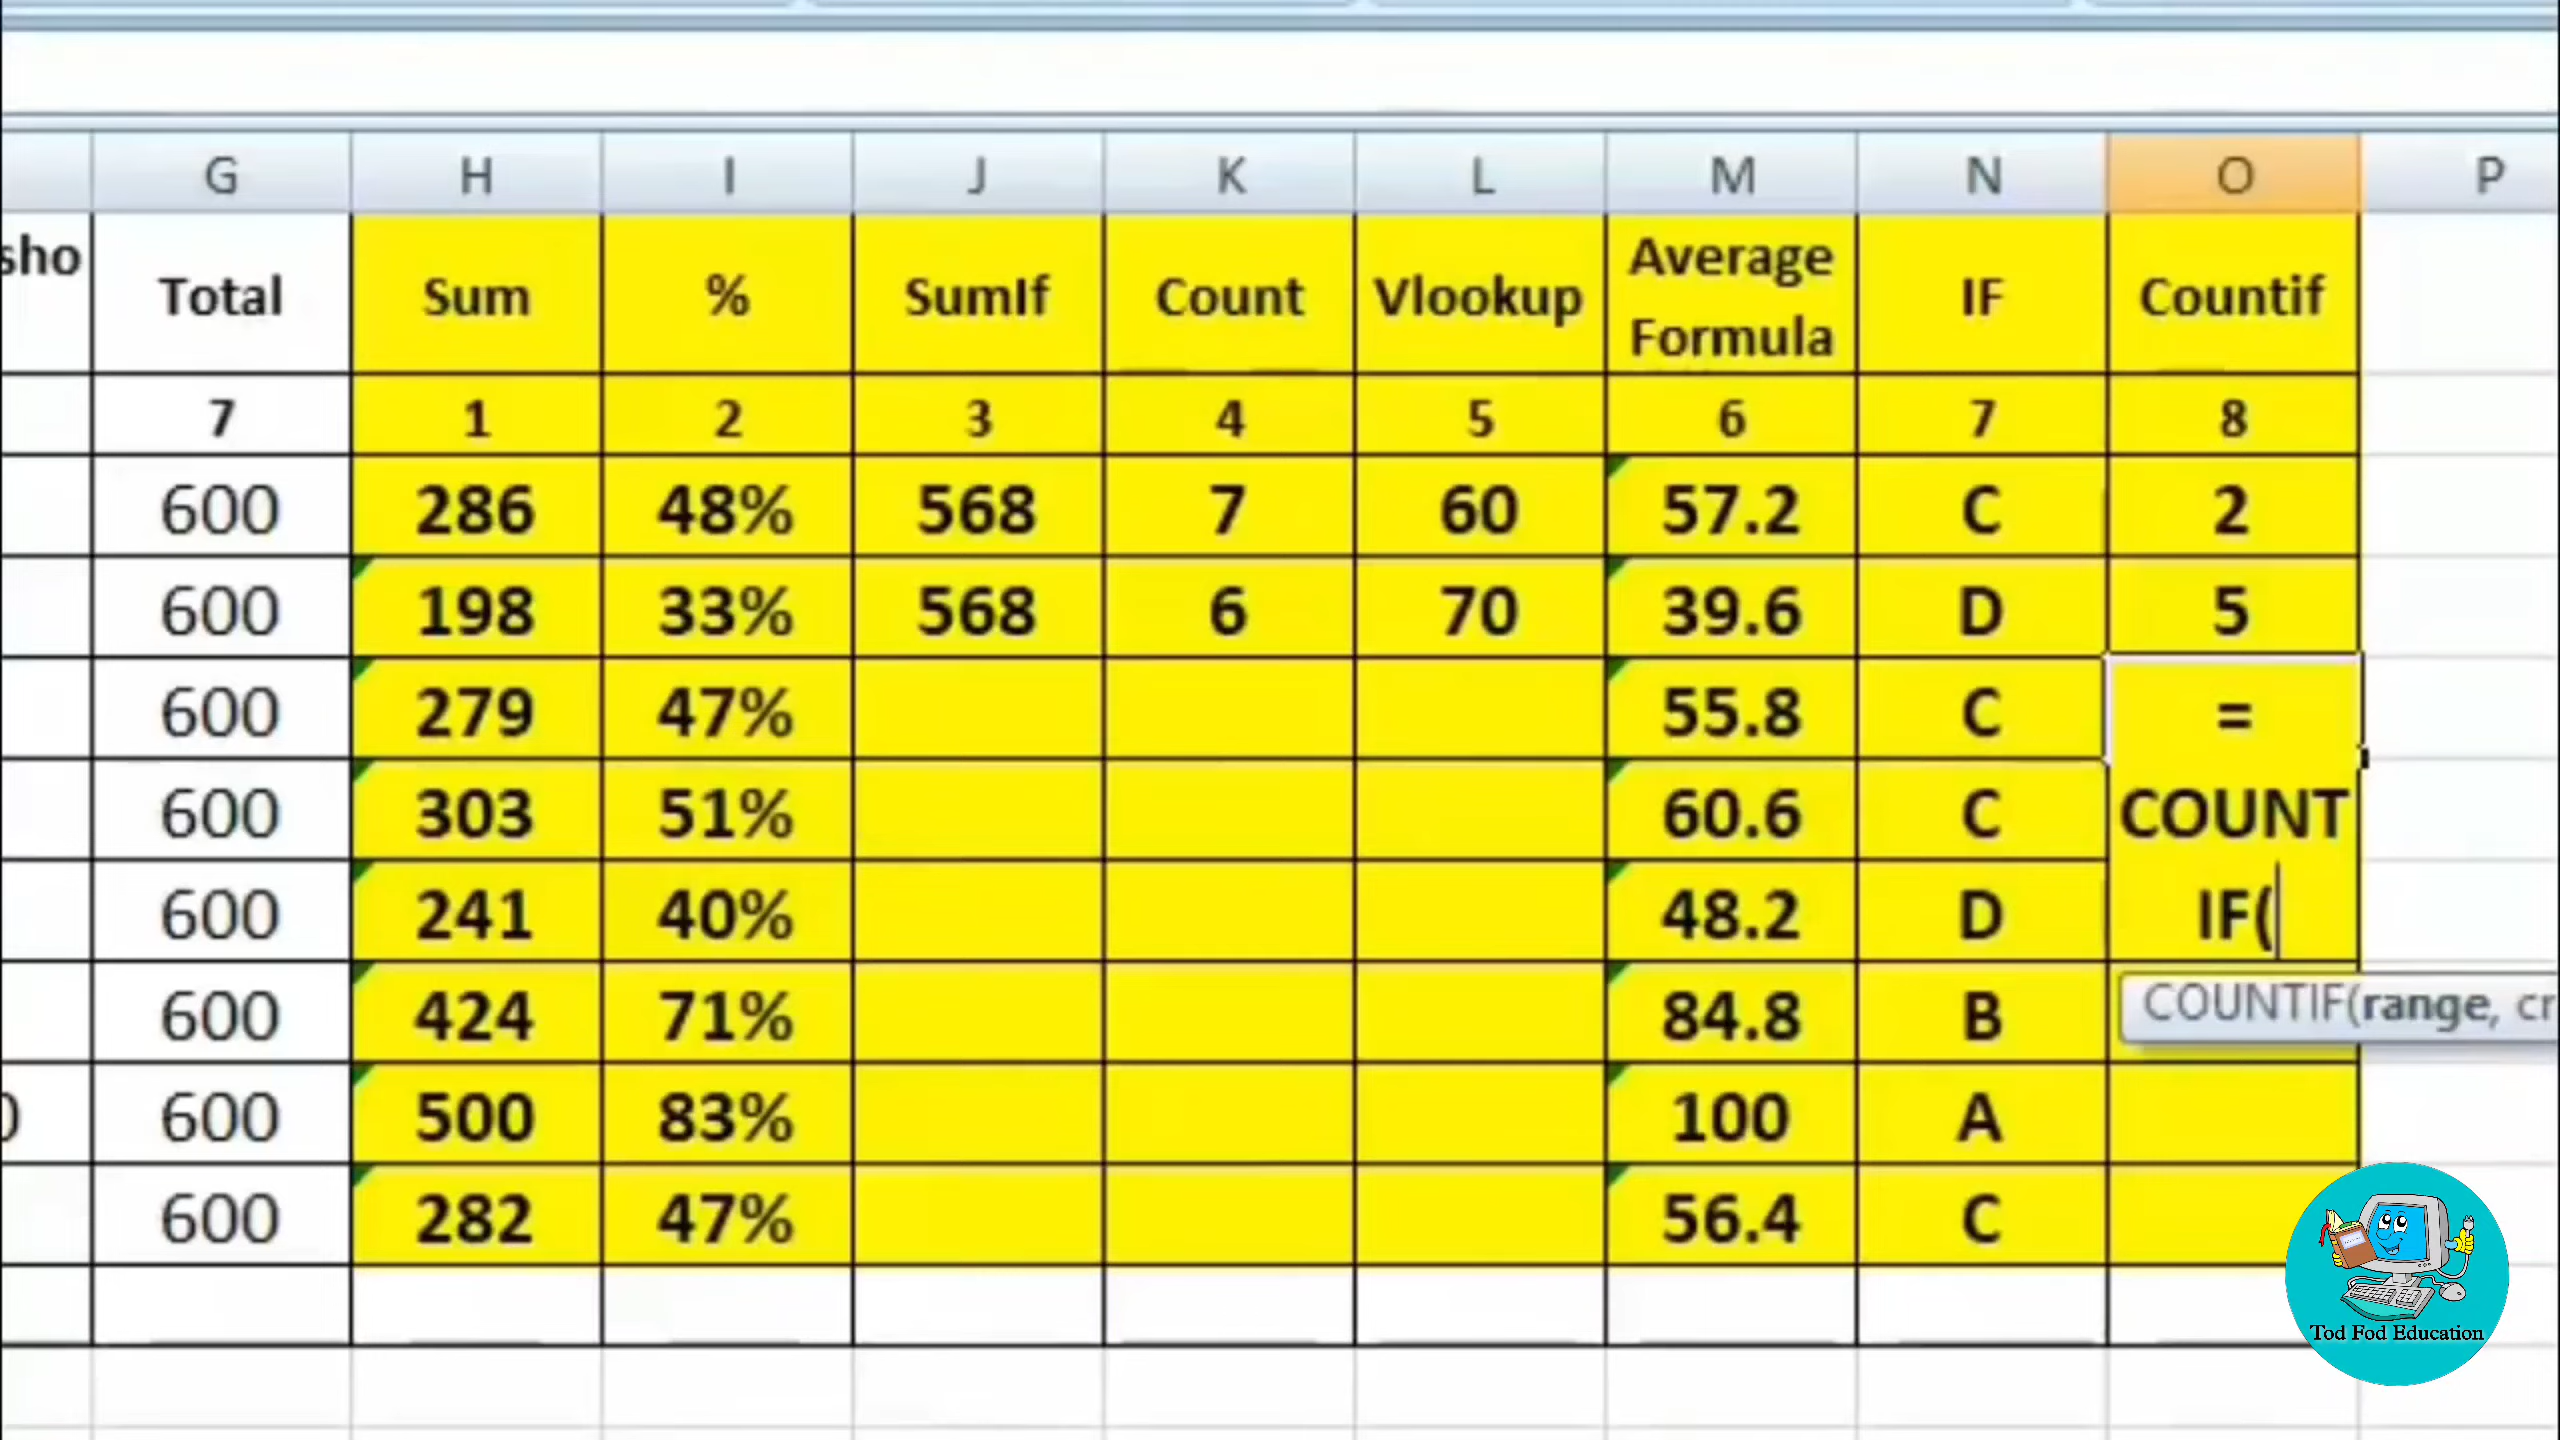 G H I J K L M N O P
sho Total Sum % SumIf Count Vlookup Average Formula IF Countif
7 1 2 3 4 5 6 7 8
600 286 48% 568 7 60 57.2 C 2
600 198 33% 568 6 70 39.6 D 5
600 279 47% 55.8 C =
600 303 51% 60.6 C COUNT
600 241 40% 48.2 D IF(
600 424 71% 84.8 B COUNTIF(range, cr
0 600 500 83% 100 A
600 282 47% 56.4 C
Tod Fod Education